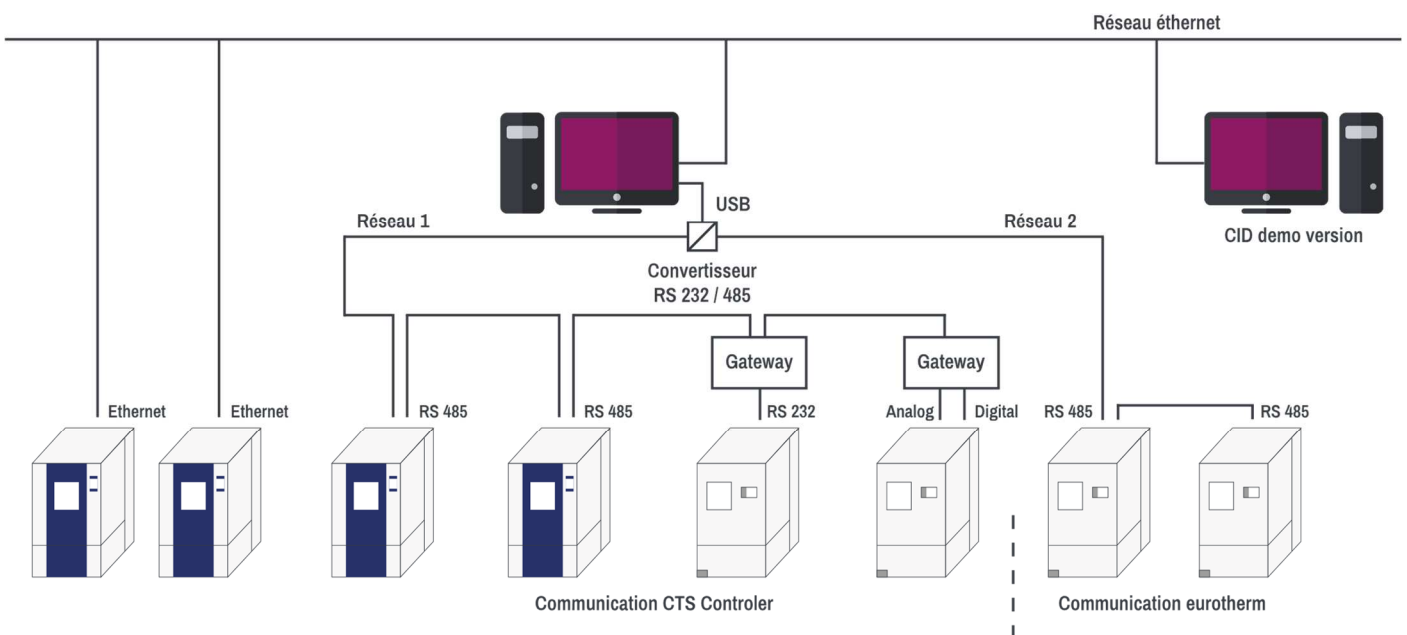 Réseau éthernet
USB
Réseau 1
Réseau 2
CID demo version
Convertisseur
RS 232 / 485
Gateway
Gateway
Ethernet
Ethernet
RS 485
RS 485
RS 232
Analog
Digital
RS 485
RS 485
Communication CTS Controler
Communication eurotherm